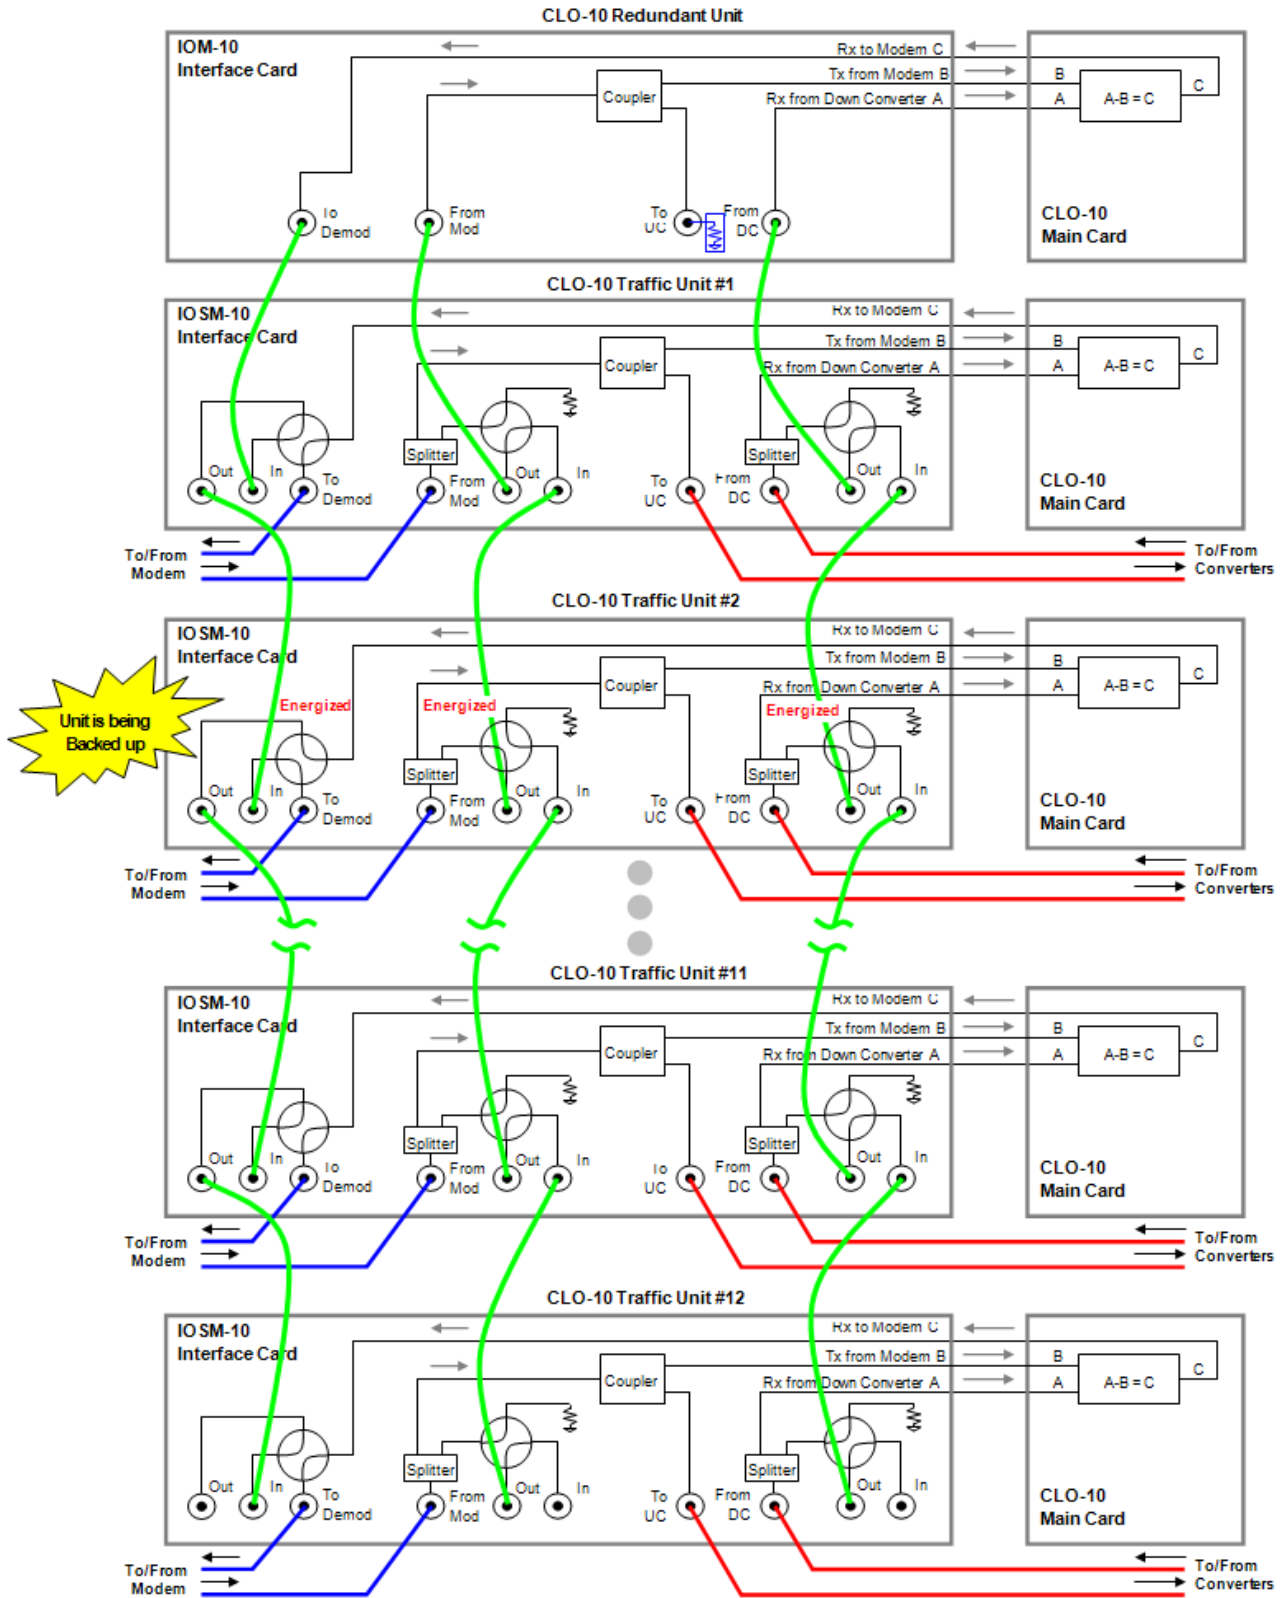 CLO-10 Redundant Unit
IOM-10
Interface Card
Rx to Modem C
Tx from Modem B
Rx from Down Converter A
Coupler
B
A
A-B = C
C
To
Demod
From
Mod
To
UC
From
DC
CLO-10
Main Card
CLO-10 Traffic Unit #1
IOSM-10
Interface Card
Rx to Modem C
Tx from Modem B
Rx from Down Converter A
Coupler
B
A
A-B = C
C
Splitter
Splitter
Out
In
To
Demod
From
Mod
Out
In
To
UC
From
DC
Out
In
CLO-10
Main Card
To/From
Modem
To/From
Converters
CLO-10 Traffic Unit #2
IOSM-10
Interface Card
Rx to Modem C
Tx from Modem B
Rx from Down Converter A
Coupler
B
A
A-B = C
C
Unit is being
Backed up
Energized
Energized
Energized
Splitter
Splitter
Out
In
To
Demod
From
Mod
Out
In
To
UC
From
DC
Out
In
CLO-10
Main Card
To/From
Modem
To/From
Converters
CLO-10 Traffic Unit #11
IOSM-10
Interface Card
Rx to Modem C
Tx from Modem B
Rx from Down Converter A
Coupler
B
A
A-B = C
C
Splitter
Splitter
Out
In
To
Demod
From
Mod
Out
In
To
UC
From
DC
Out
In
CLO-10
Main Card
To/From
Modem
To/From
Converters
CLO-10 Traffic Unit #12
IOSM-10
Interface Card
Rx to Modem C
Tx from Modem B
Rx from Down Converter A
Coupler
B
A
A-B = C
C
Splitter
Splitter
Out
In
To
Demod
From
Mod
Out
In
To
UC
From
DC
Out
In
CLO-10
Main Card
To/From
Modem
To/From
Converters